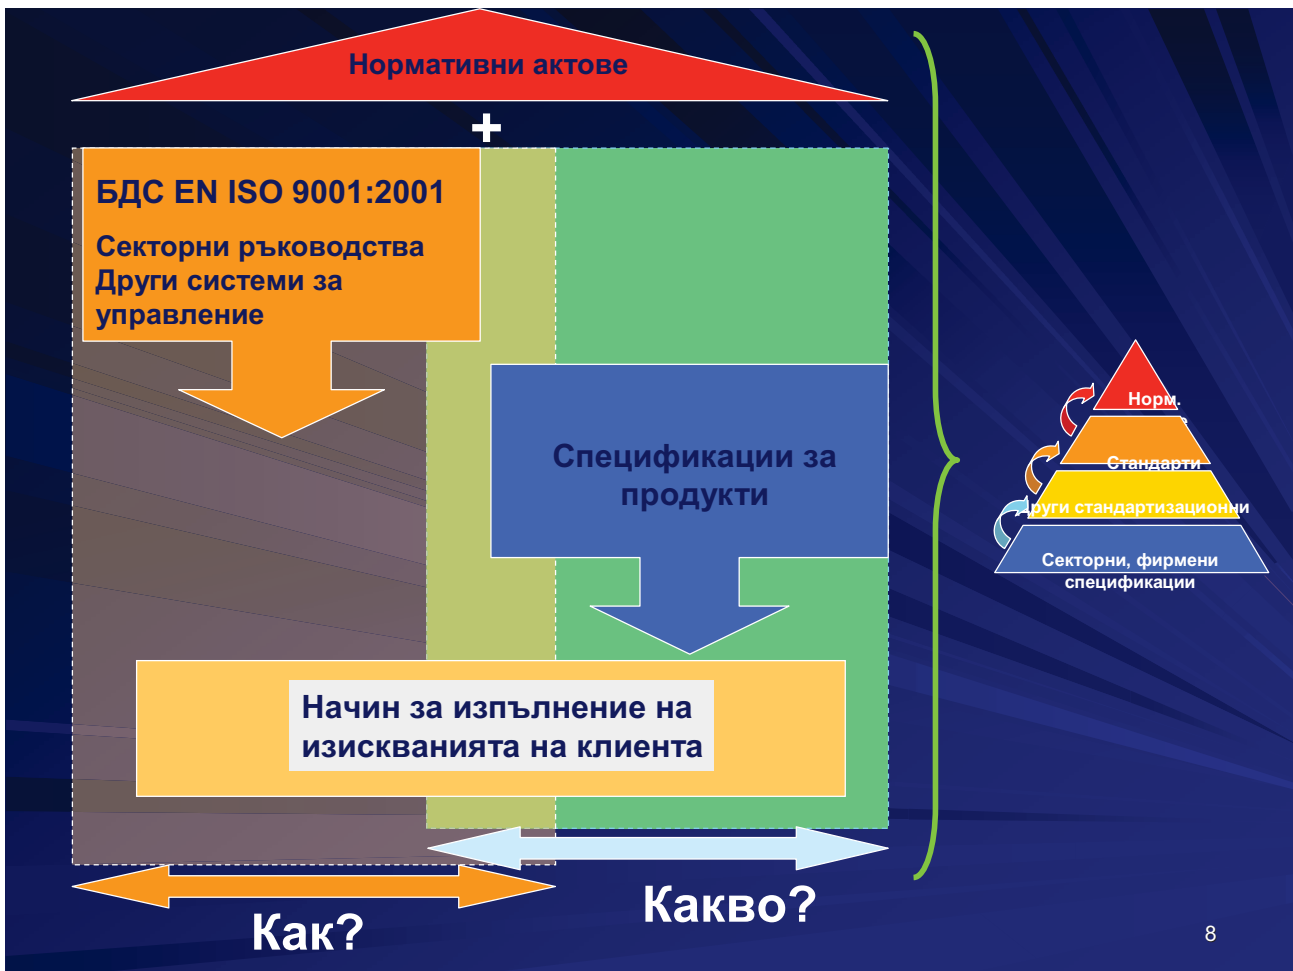 Нормативни актове
+
БДС EN ISO 9001:2001
Секторни ръководства
Други системи за
управление
Спецификации за
продукти
Начин за изпълнение на
изискванията на клиента
Как?
Какво?
Норм.
Стандарти
Други стандартизационни
Секторни, фирмени
спецификации
8